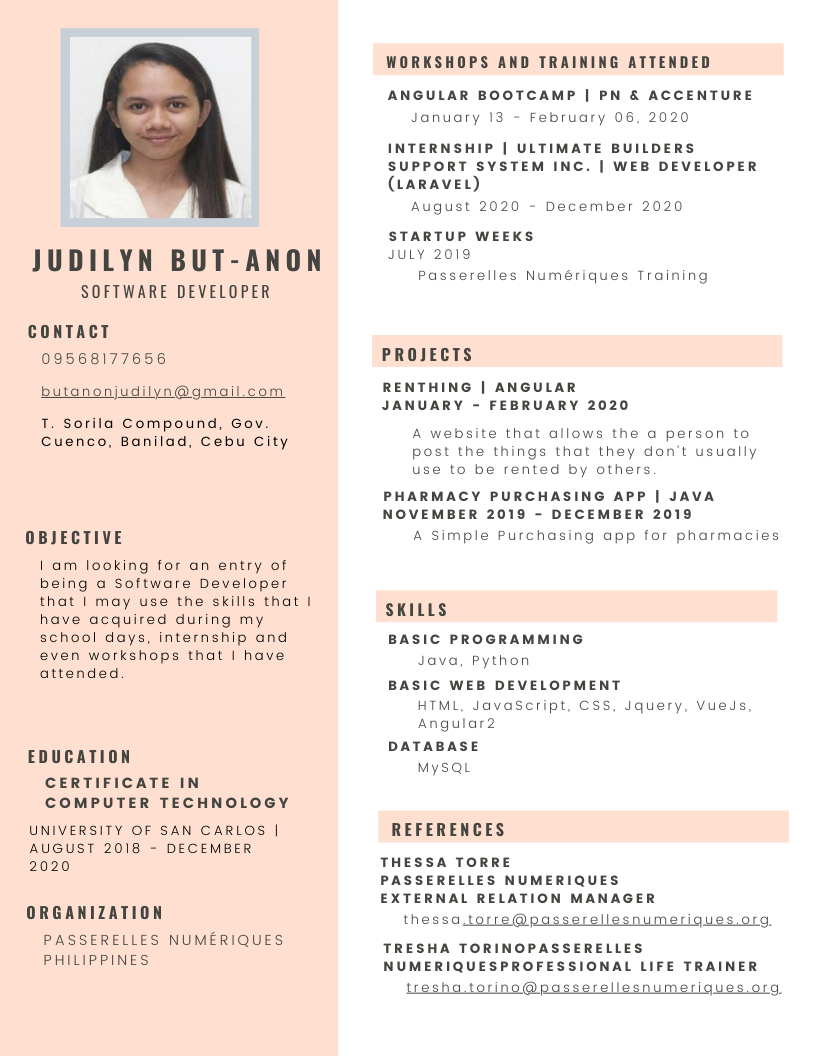 JUDILYN BUT-ANON
SOFTWARE DEVELOPER
CONTACT
09568177656
butanonjudilyn@gmail.com
T. Sorila Compound, Gov.
Cuenco, Banilad, Cebu City
OBJECTIVE
I am looking for an entry of
being a Software Developer
that I may use the skills that I
have acquired during my
school days, internship and
even workshops that I have
attended.
EDUCATION
CERTIFICATE IN
COMPUTER TECHNOLOGY
UNIVERSITY OF SAN CARLOS |
AUGUST 2018 - DECEMBER
2020
ORGANIZATION
PASSERELLES NUMÉRIQUES
PHILIPPINES
WORKSHOPS AND TRAINING ATTENDED
ANGULAR BOOTCAMP | PN & ACCENTURE
January 13 - February 06, 2020
INTERNSHIP | ULTIMATE BUILDERS
SUPPORT SYSTEM INC. | WEB DEVELOPER
(LARAVEL)
August 2020 - December 2020
STARTUP WEEKS
JULY 2019
Passerelles Numériques Training
PROJECTS
RENTHING | ANGULAR
JANUARY - FEBRUARY 2020
A website that allows the a person to
post the things that they don't usually
use to be rented by others.
PHARMACY PURCHASING APP | JAVA
NOVEMBER 2019 - DECEMBER 2019
A Simple Purchasing app for pharmacies
SKILLS
BASIC PROGRAMMING
Java, Python
BASIC WEB DEVELOPMENT
HTML, JavaScript, CSS, Jquery, VueJs,
Angular2
DATABASE
MySQL
REFERENCES
THESSA TORRE
PASSERELLES NUMERIQUES
EXTERNAL RELATION MANAGER
thessa.torre@passerellesnumeriques.org
TRESHA TORINOPASSERELLES
NUMERIQUESPROFESSIONAL LIFE TRAINER
tresha.torino@passerellesnumeriques.org